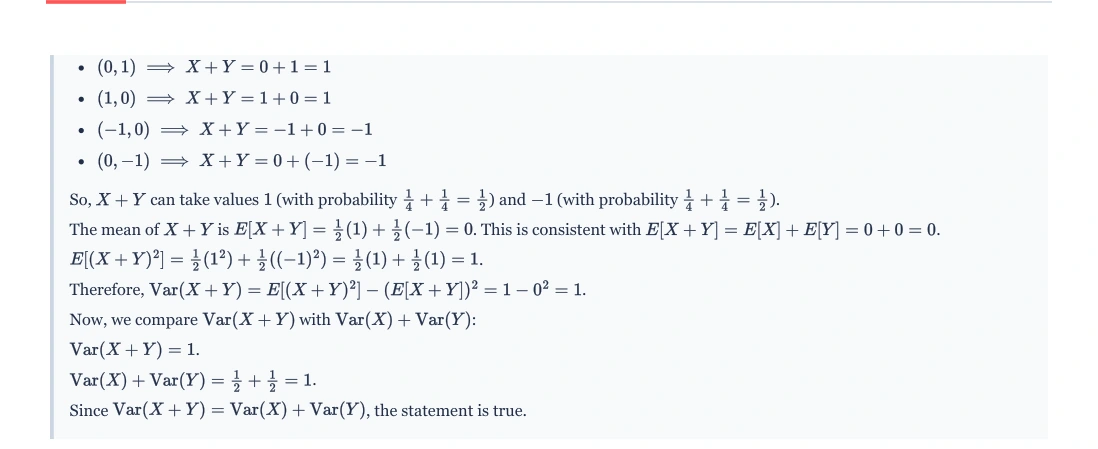 • (0, 1) ⟹ X + Y = 0 + 1 = 1
• (1, 0) ⟹ X + Y = 1 + 0 = 1
• (−1, 0) ⟹ X + Y = −1 + 0 = −1
• (0, −1) ⟹ X + Y = 0 + (−1) = −1
So, X + Y can take values 1 (with probability 1/4 + 1/4 = 1/2) and −1 (with probability 1/4 + 1/4 = 1/2).
The mean of X + Y is E[X + Y] = 1/2(1) + 1/2(−1) = 0. This is consistent with E[X + Y] = E[X] + E[Y] = 0 + 0 = 0.
E[(X + Y)²] = 1/2(1²) + 1/2((−1)²) = 1/2(1) + 1/2(1) = 1.
Therefore, Var(X + Y) = E[(X + Y)²] − (E[X + Y])² = 1 − 0² = 1.
Now, we compare Var(X + Y) with Var(X) + Var(Y):
Var(X + Y) = 1.
Var(X) + Var(Y) = 1/2 + 1/2 = 1.
Since Var(X + Y) = Var(X) + Var(Y), the statement is true.